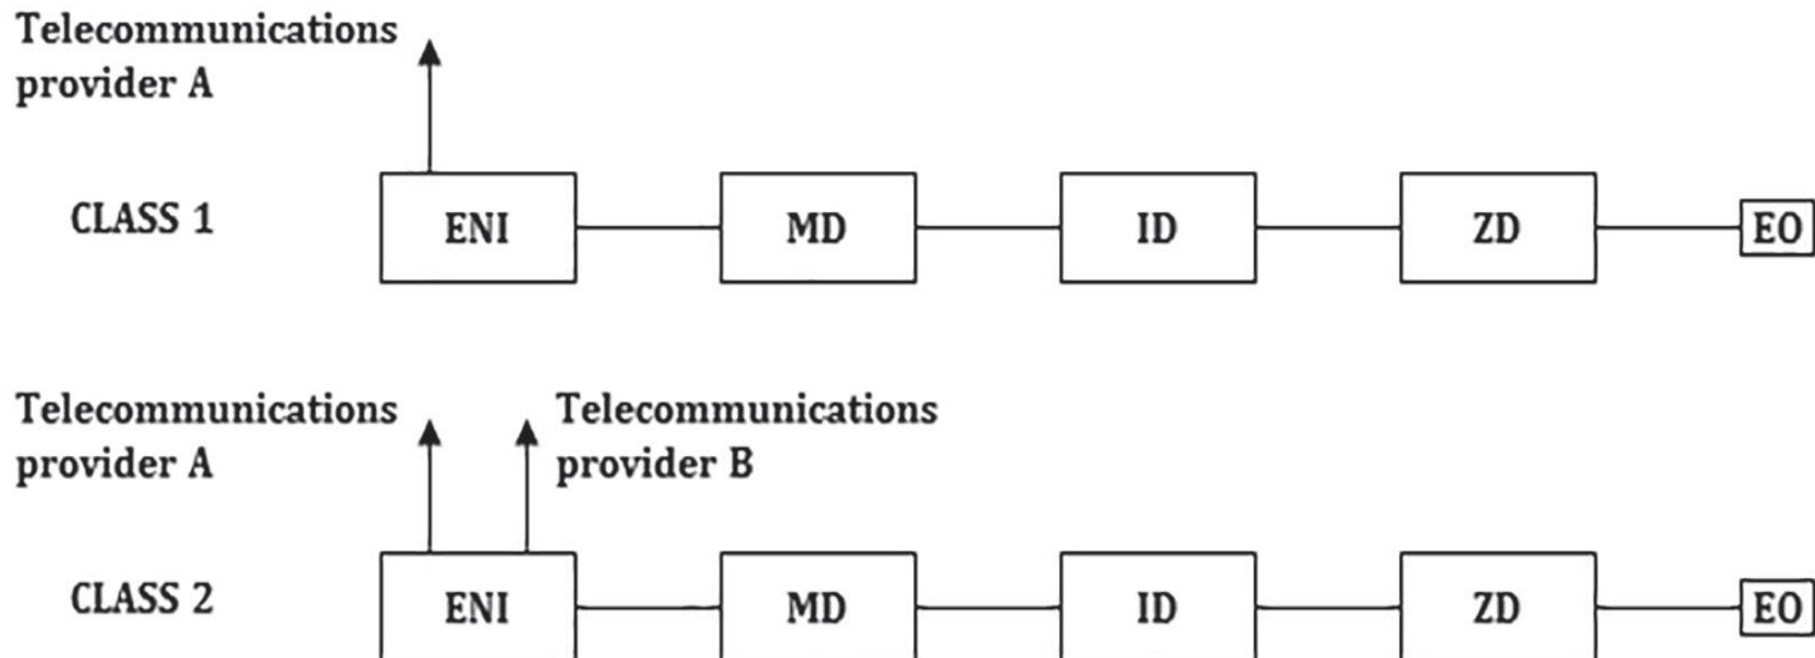 Telecommunications
provider A
CLASS 1
ENI
MD
ID
ZD
EO
Telecommunications
provider A
Telecommunications
provider B
CLASS 2
ENI
MD
ID
ZD
EO